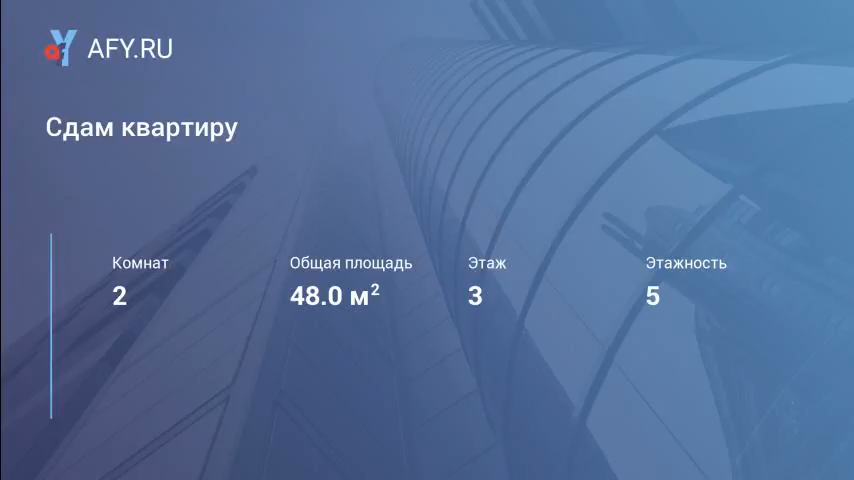 AFY.RU
Сдам квартиру
Комнат
2
Общая площадь
48.0 м²
Этаж
3
Этажность
5